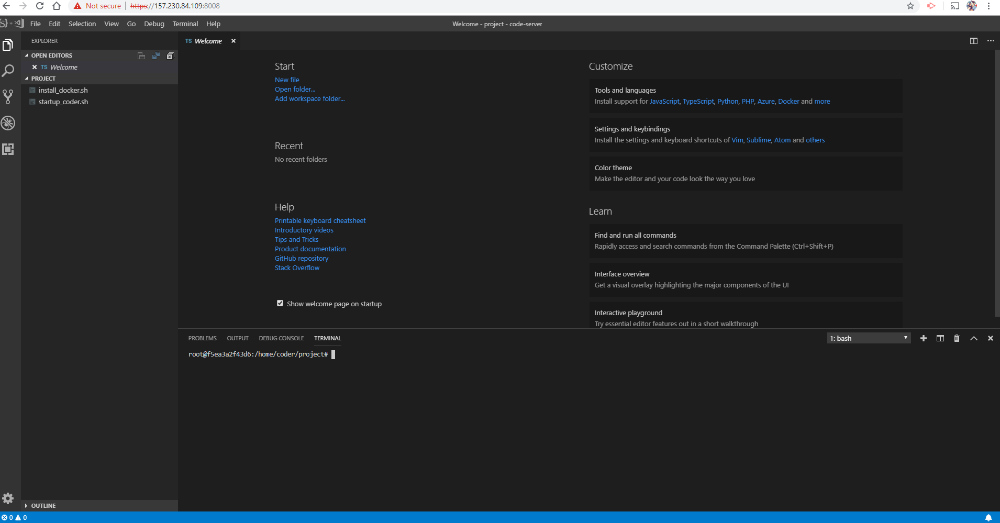 Not secure https://157.230.84.109:8008
File Edit Selection View Go Debug Terminal Help
Welcome - project - code-server
EXPLORER
OPEN EDITORS
TS Welcome
PROJECT
install_docker.sh
startup_coder.sh
OUTLINE
TS Welcome
Start
New file
Open folder...
Add workspace folder...
Recent
No recent folders
Help
Printable keyboard cheatsheet
Introductory videos
Tips and Tricks
Product documentation
GitHub repository
Stack Overflow
Show welcome page on startup
Customize
Tools and languages
Install support for JavaScript, TypeScript, Python, PHP, Azure, Docker and more
Settings and keybindings
Install the settings and keyboard shortcuts of Vim, Sublime, Atom and others
Color theme
Make the editor and your code look the way you love
Learn
Find and run all commands
Rapidly access and search commands from the Command Palette (Ctrl+Shift+P)
Interface overview
Get a visual overlay highlighting the major components of the UI
Interactive playground
Try essential editor features out in a short walkthrough
PROBLEMS OUTPUT DEBUG CONSOLE TERMINAL
1: bash
root@f5ea3a2f43d6:/home/coder/project#
0 0